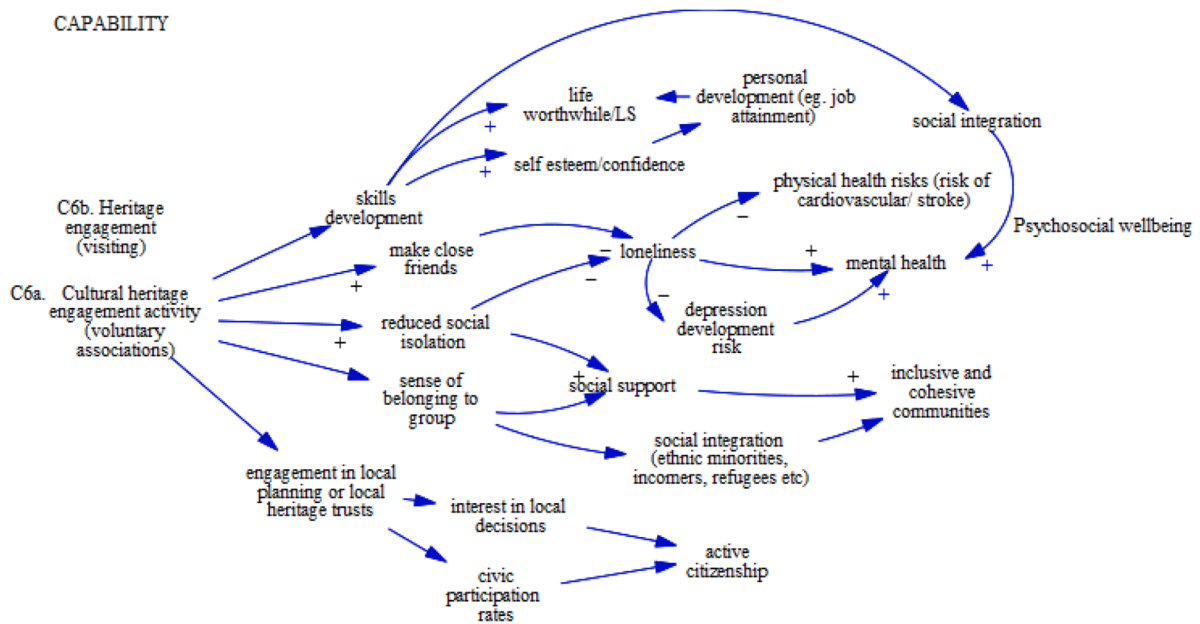 CAPABILITY
personal
development (eg. job
attainment)
life
worthwhile/LS
+
social integration
self esteem/confidence
+
physical health risks (risk of
cardiovascular/ stroke)
–
skills
development
C6b. Heritage
engagement
(visiting)
Psychosocial wellbeing
make close
friends
–
loneliness
+
mental health
+
+
–
C6a. Cultural heritage
engagement activity
(voluntary
associations)
–
+
depression
development
risk
reduced social
isolation
+
sense of
belonging to
group
+
social support
+
inclusive and
cohesive
communities
social integration
(ethnic minorities,
incomers, refugees etc)
engagement in local
planning or local
heritage trusts
interest in local
decisions
active
citizenship
civic
participation
rates